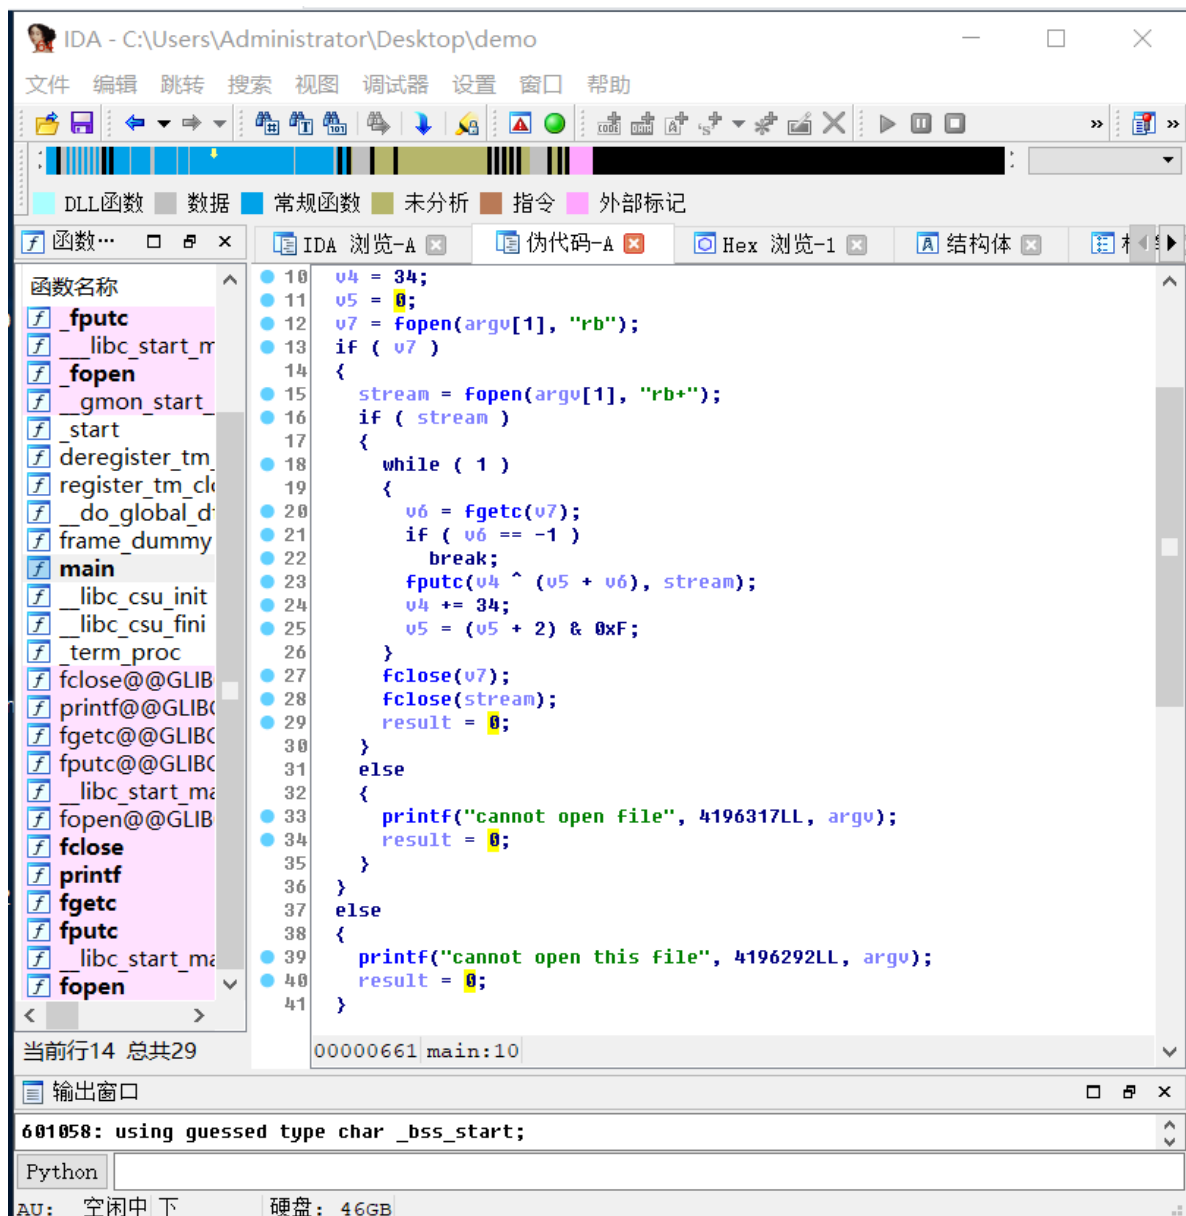 IDA - C:\Users\Administrator\Desktop\demo
文件 编辑 跳转 搜索 视图 调试器 设置 窗口 帮助
DLL函数 数据 常规函数 未分析 指令 外部标记
函数… IDA 浏览-A 伪代码-A Hex 浏览-1 结构体
函数名称
_fputc
___libc_start_m
_fopen
__gmon_start_
_start
deregister_tm_
register_tm_cl
__do_global_d
frame_dummy
main
__libc_csu_init
__libc_csu_fini
_term_proc
fclose@@GLIB
printf@@GLIBC
fgetc@@GLIBC
fputc@@GLIBC
__libc_start_ma
fopen@@GLIB
fclose
printf
fgetc
fputc
__libc_start_ma
fopen
当前行14 总共29
10 v4 = 34;
11 v5 = 0;
12 v7 = fopen(argv[1], "rb");
13 if ( v7 )
14 {
15 stream = fopen(argv[1], "rb+");
16 if ( stream )
17 {
18 while ( 1 )
19 {
20 v6 = fgetc(v7);
21 if ( v6 == -1 )
22 break;
23 fputc(v4 ^ (v5 + v6), stream);
24 v4 += 34;
25 v5 = (v5 + 2) & 0xF;
26 }
27 fclose(v7);
28 fclose(stream);
29 result = 0;
30 }
31 else
32 {
33 printf("cannot open file", 4196317LL, argv);
34 result = 0;
35 }
36 }
37 else
38 {
39 printf("cannot open this file", 4196292LL, argv);
40 result = 0;
41 }
00000661 main:10
输出窗口
601058: using guessed type char _bss_start;
Python
AU: 空闲中 下 硬盘: 46GB